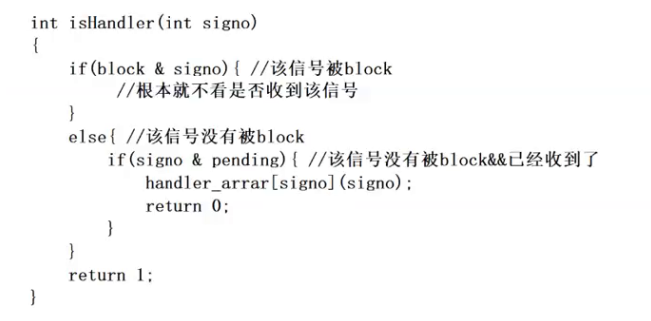 int isHandler(int signo)
{
if(block & signo){ //该信号被block
//根本就不看是否收到该信号
}
else{ //该信号没有被block
if(signo & pending){ //该信号没有被block&&已经收到了
handler_arrar[signo](signo);
return 0;
}
}
return 1;
}